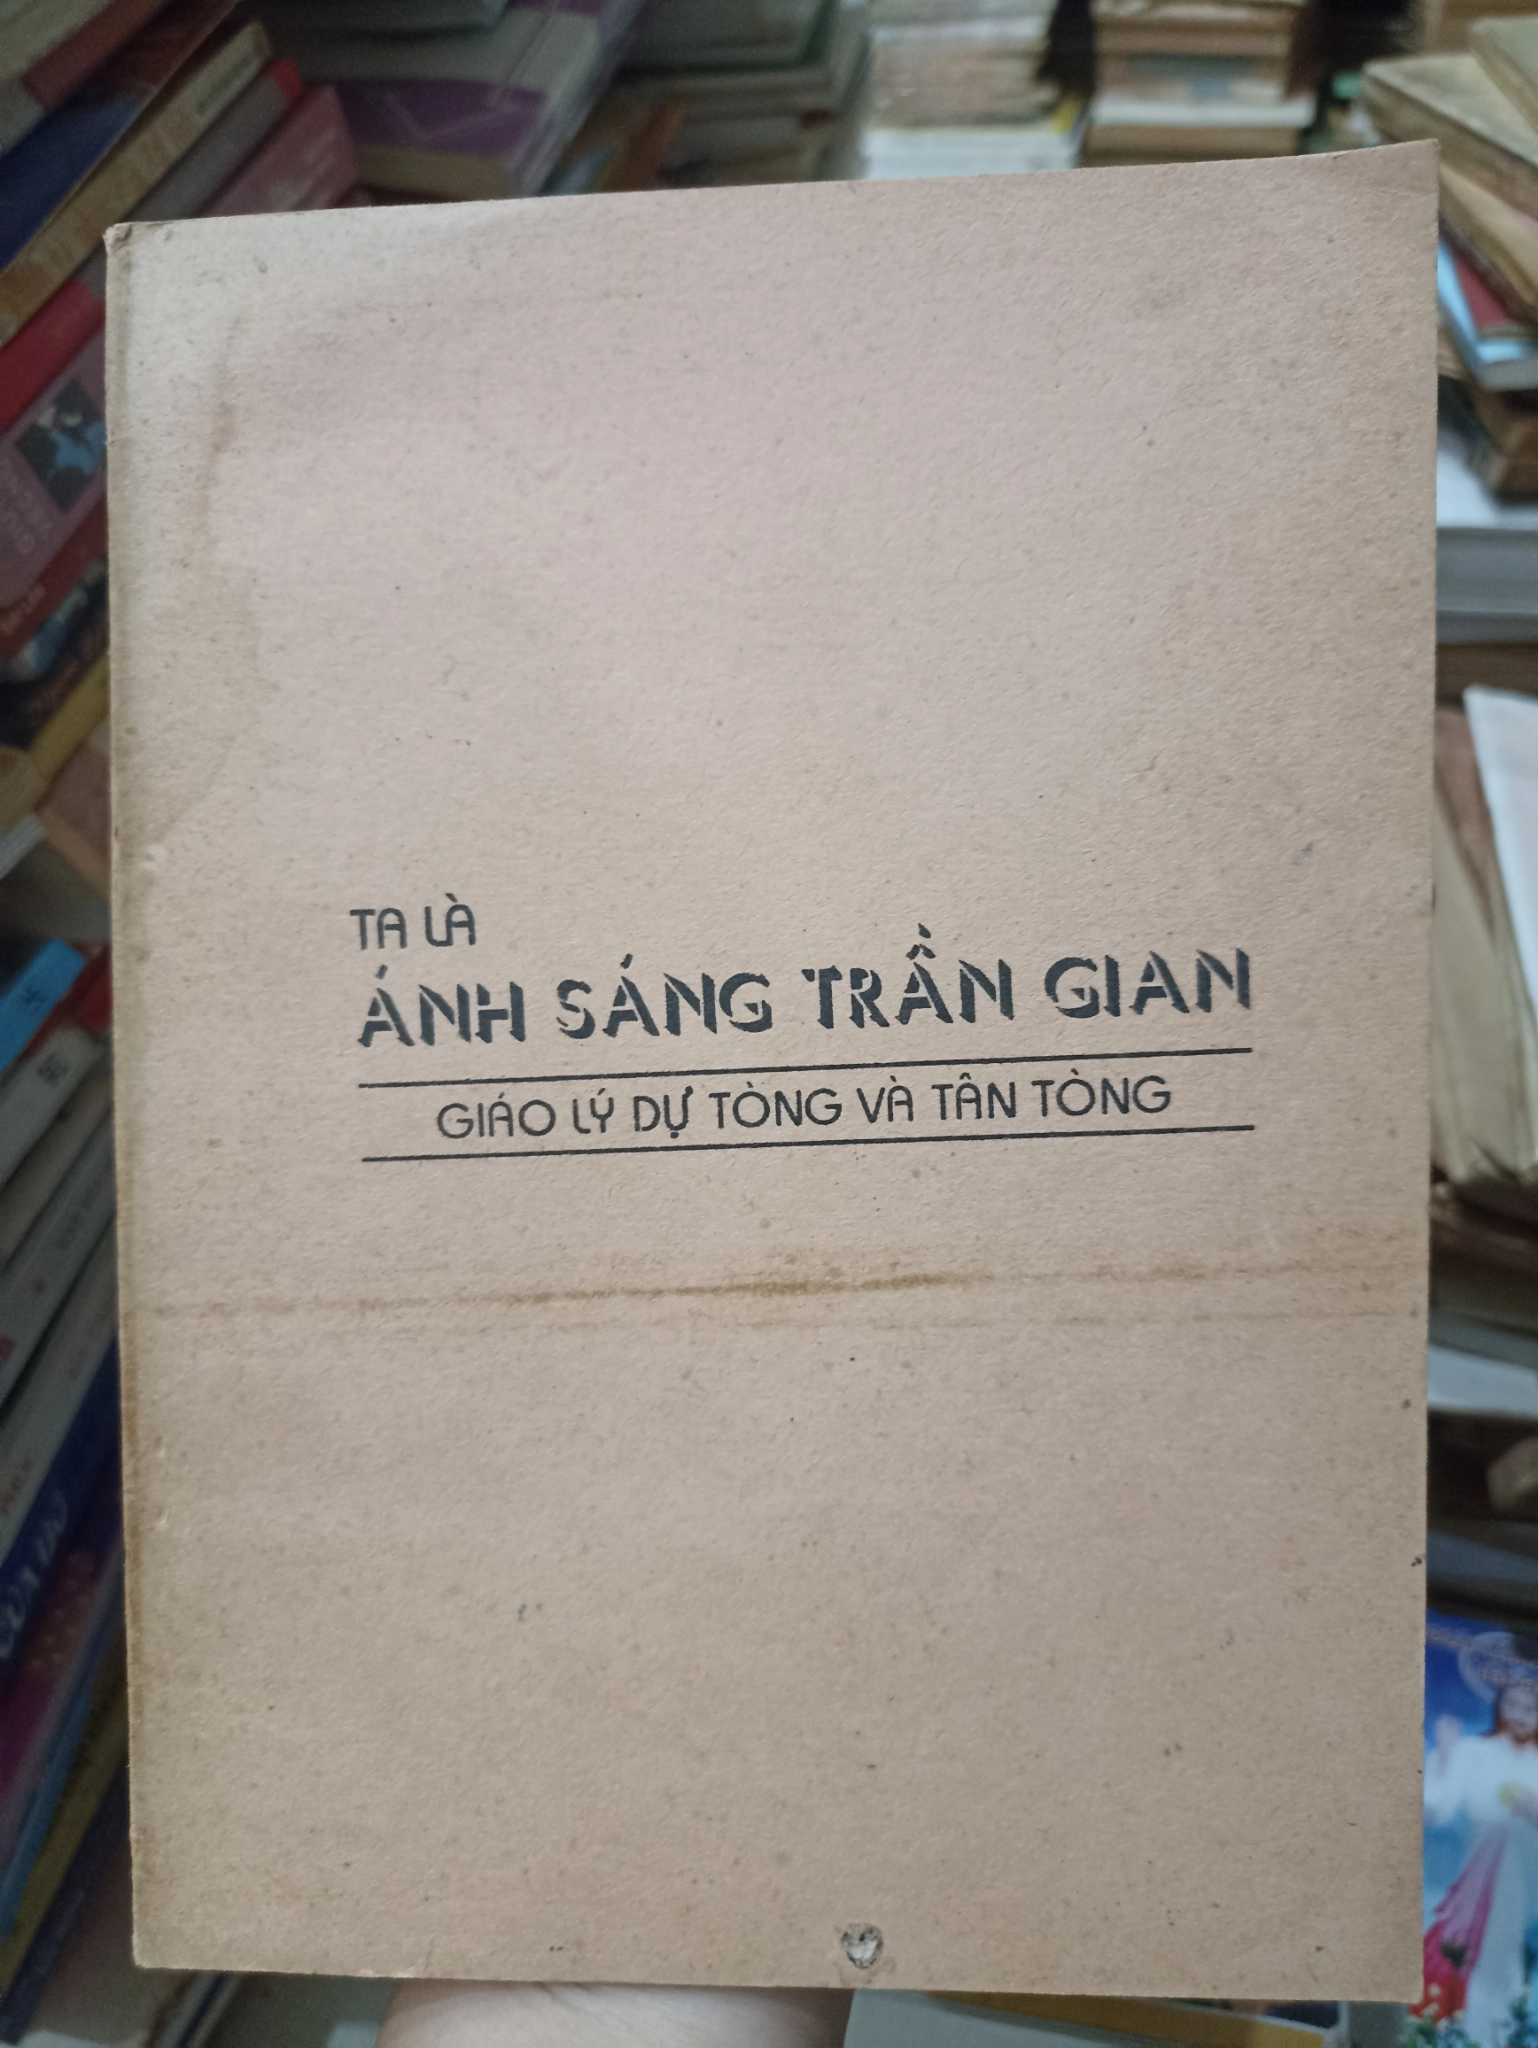 TA LÀ
ÁNH SÁNG TRẦN GIAN
GIÁO LÝ DỰ TÒNG VÀ TÂN TÒNG